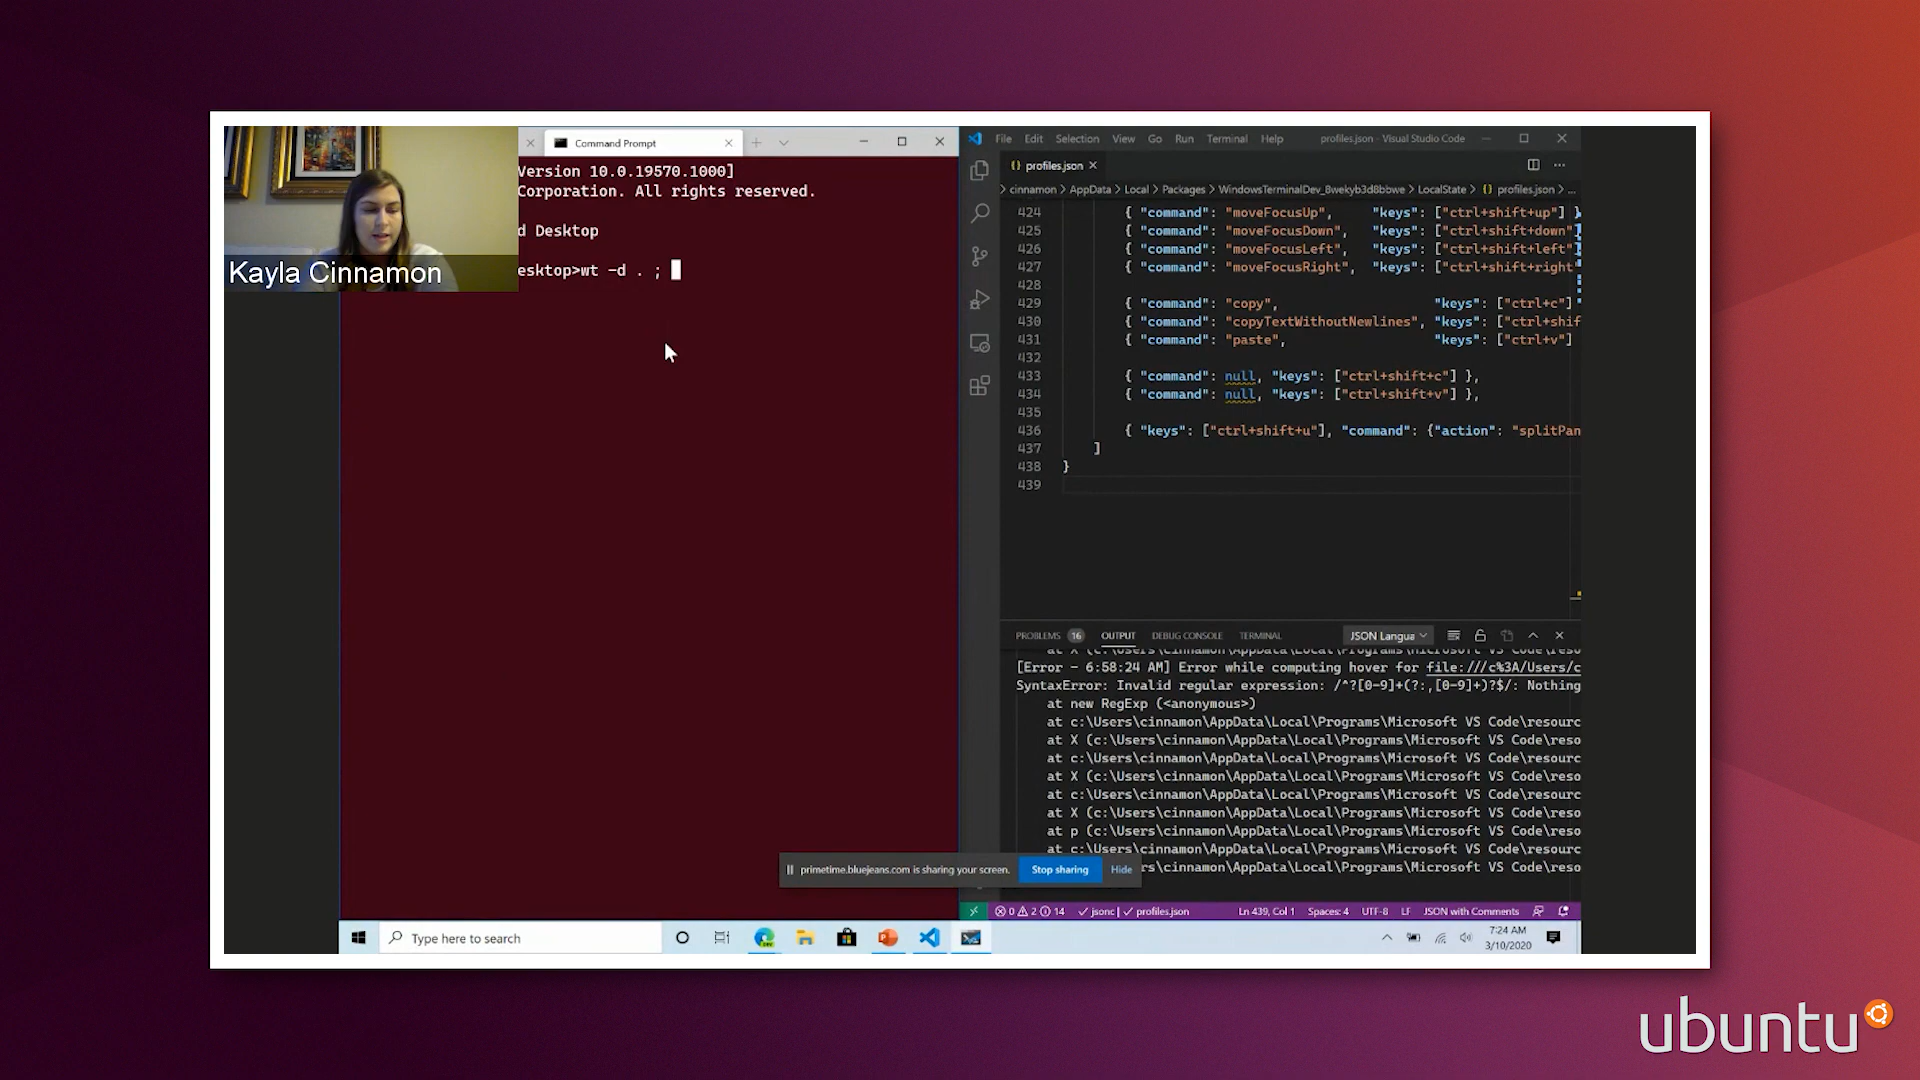 Kayla Cinnamon
Command Prompt
Version 10.0.19570.1000]
Corporation. All rights reserved.
d Desktop
esktop>wt -d . ;
File Edit Selection View Go Run Terminal Help profiles.json - Visual Studio Code
profiles.json
cinnamon > AppData > Local > Packages > WindowsTerminalDev_8wekyb3d8bbwe > LocalState > {} profiles.json > ...
424 { "command": "moveFocusUp", "keys": ["ctrl+shift+up"] }
425 { "command": "moveFocusDown", "keys": ["ctrl+shift+down"]
426 { "command": "moveFocusLeft", "keys": ["ctrl+shift+left"]
427 { "command": "moveFocusRight", "keys": ["ctrl+shift+right"
428
429 { "command": "copy", "keys": ["ctrl+c"]
430 { "command": "copyTextWithoutNewlines", "keys": ["ctrl+shif
431 { "command": "paste", "keys": ["ctrl+v"]
432
433 { "command": null, "keys": ["ctrl+shift+c"] },
434 { "command": null, "keys": ["ctrl+shift+v"] },
435
436 { "keys": ["ctrl+shift+u"], "command": {"action": "splitPan
437 ]
438 }
439
PROBLEMS 16 OUTPUT DEBUG CONSOLE TERMINAL JSON Langua
at X (c:\Users\cinnamon\AppData\Local\Programs\Microsoft VS Code\reso
[Error - 6:58:24 AM] Error while computing hover for file:///c%3A/Users/c
SyntaxError: Invalid regular expression: /^?[0-9]+(?:,[0-9]+)?$/: Nothing
at new RegExp (<anonymous>)
at c:\Users\cinnamon\AppData\Local\Programs\Microsoft VS Code\resourc
at X (c:\Users\cinnamon\AppData\Local\Programs\Microsoft VS Code\reso
at c:\Users\cinnamon\AppData\Local\Programs\Microsoft VS Code\resourc
at X (c:\Users\cinnamon\AppData\Local\Programs\Microsoft VS Code\reso
at c:\Users\cinnamon\AppData\Local\Programs\Microsoft VS Code\resourc
at X (c:\Users\cinnamon\AppData\Local\Programs\Microsoft VS Code\reso
at p (c:\Users\cinnamon\AppData\Local\Programs\Microsoft VS Code\reso
at c:\Users\cinnamon\AppData\Local\Programs\Microsoft VS Code\resourc
rs\cinnamon\AppData\Local\Programs\Microsoft VS Code\reso
primetime.bluejeans.com is sharing your screen. Stop sharing Hide
0 2 14 jsonc | profiles.json Ln 439, Col 1 Spaces: 4 UTF-8 LF JSON with Comments
Type here to search
7:24 AM
3/10/2020
ubuntu